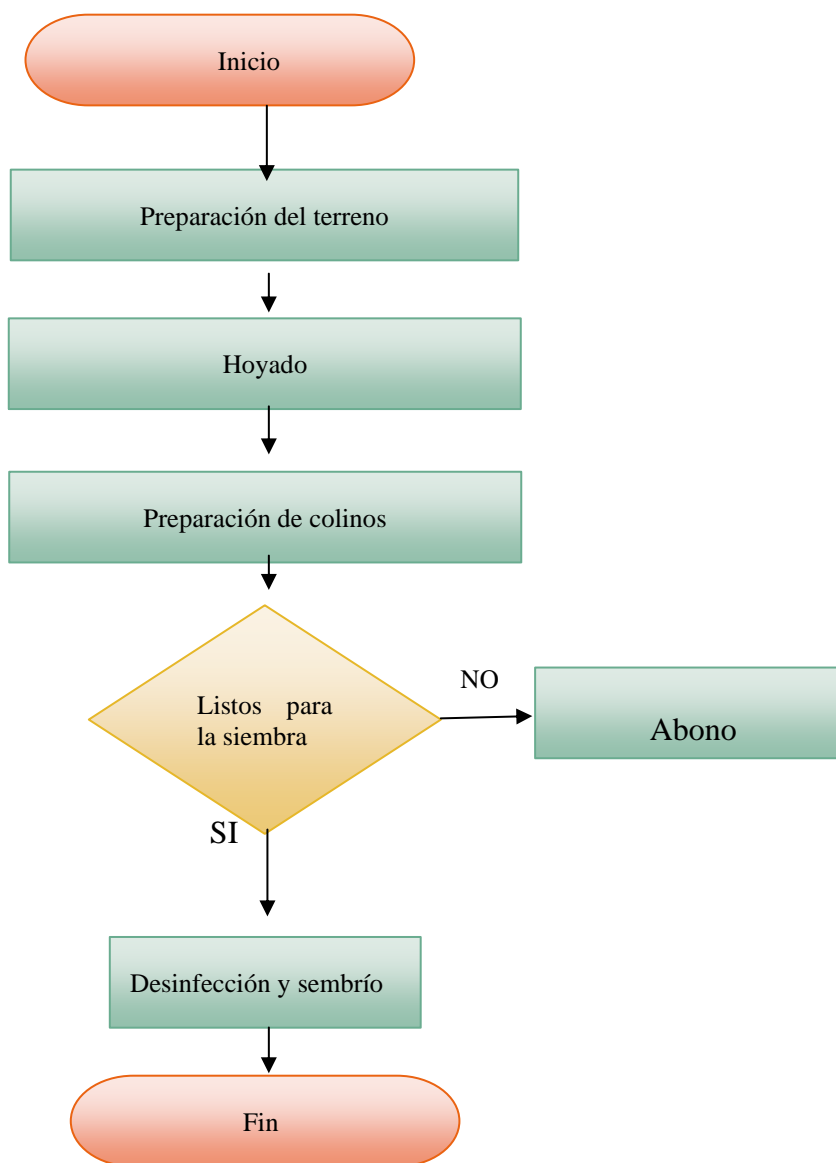 Inicio
Preparación del terreno
Hoyado
Preparación de colinos
Listos para
la siembra
NO
Abono
SI
Desinfección y sembrío
Fin